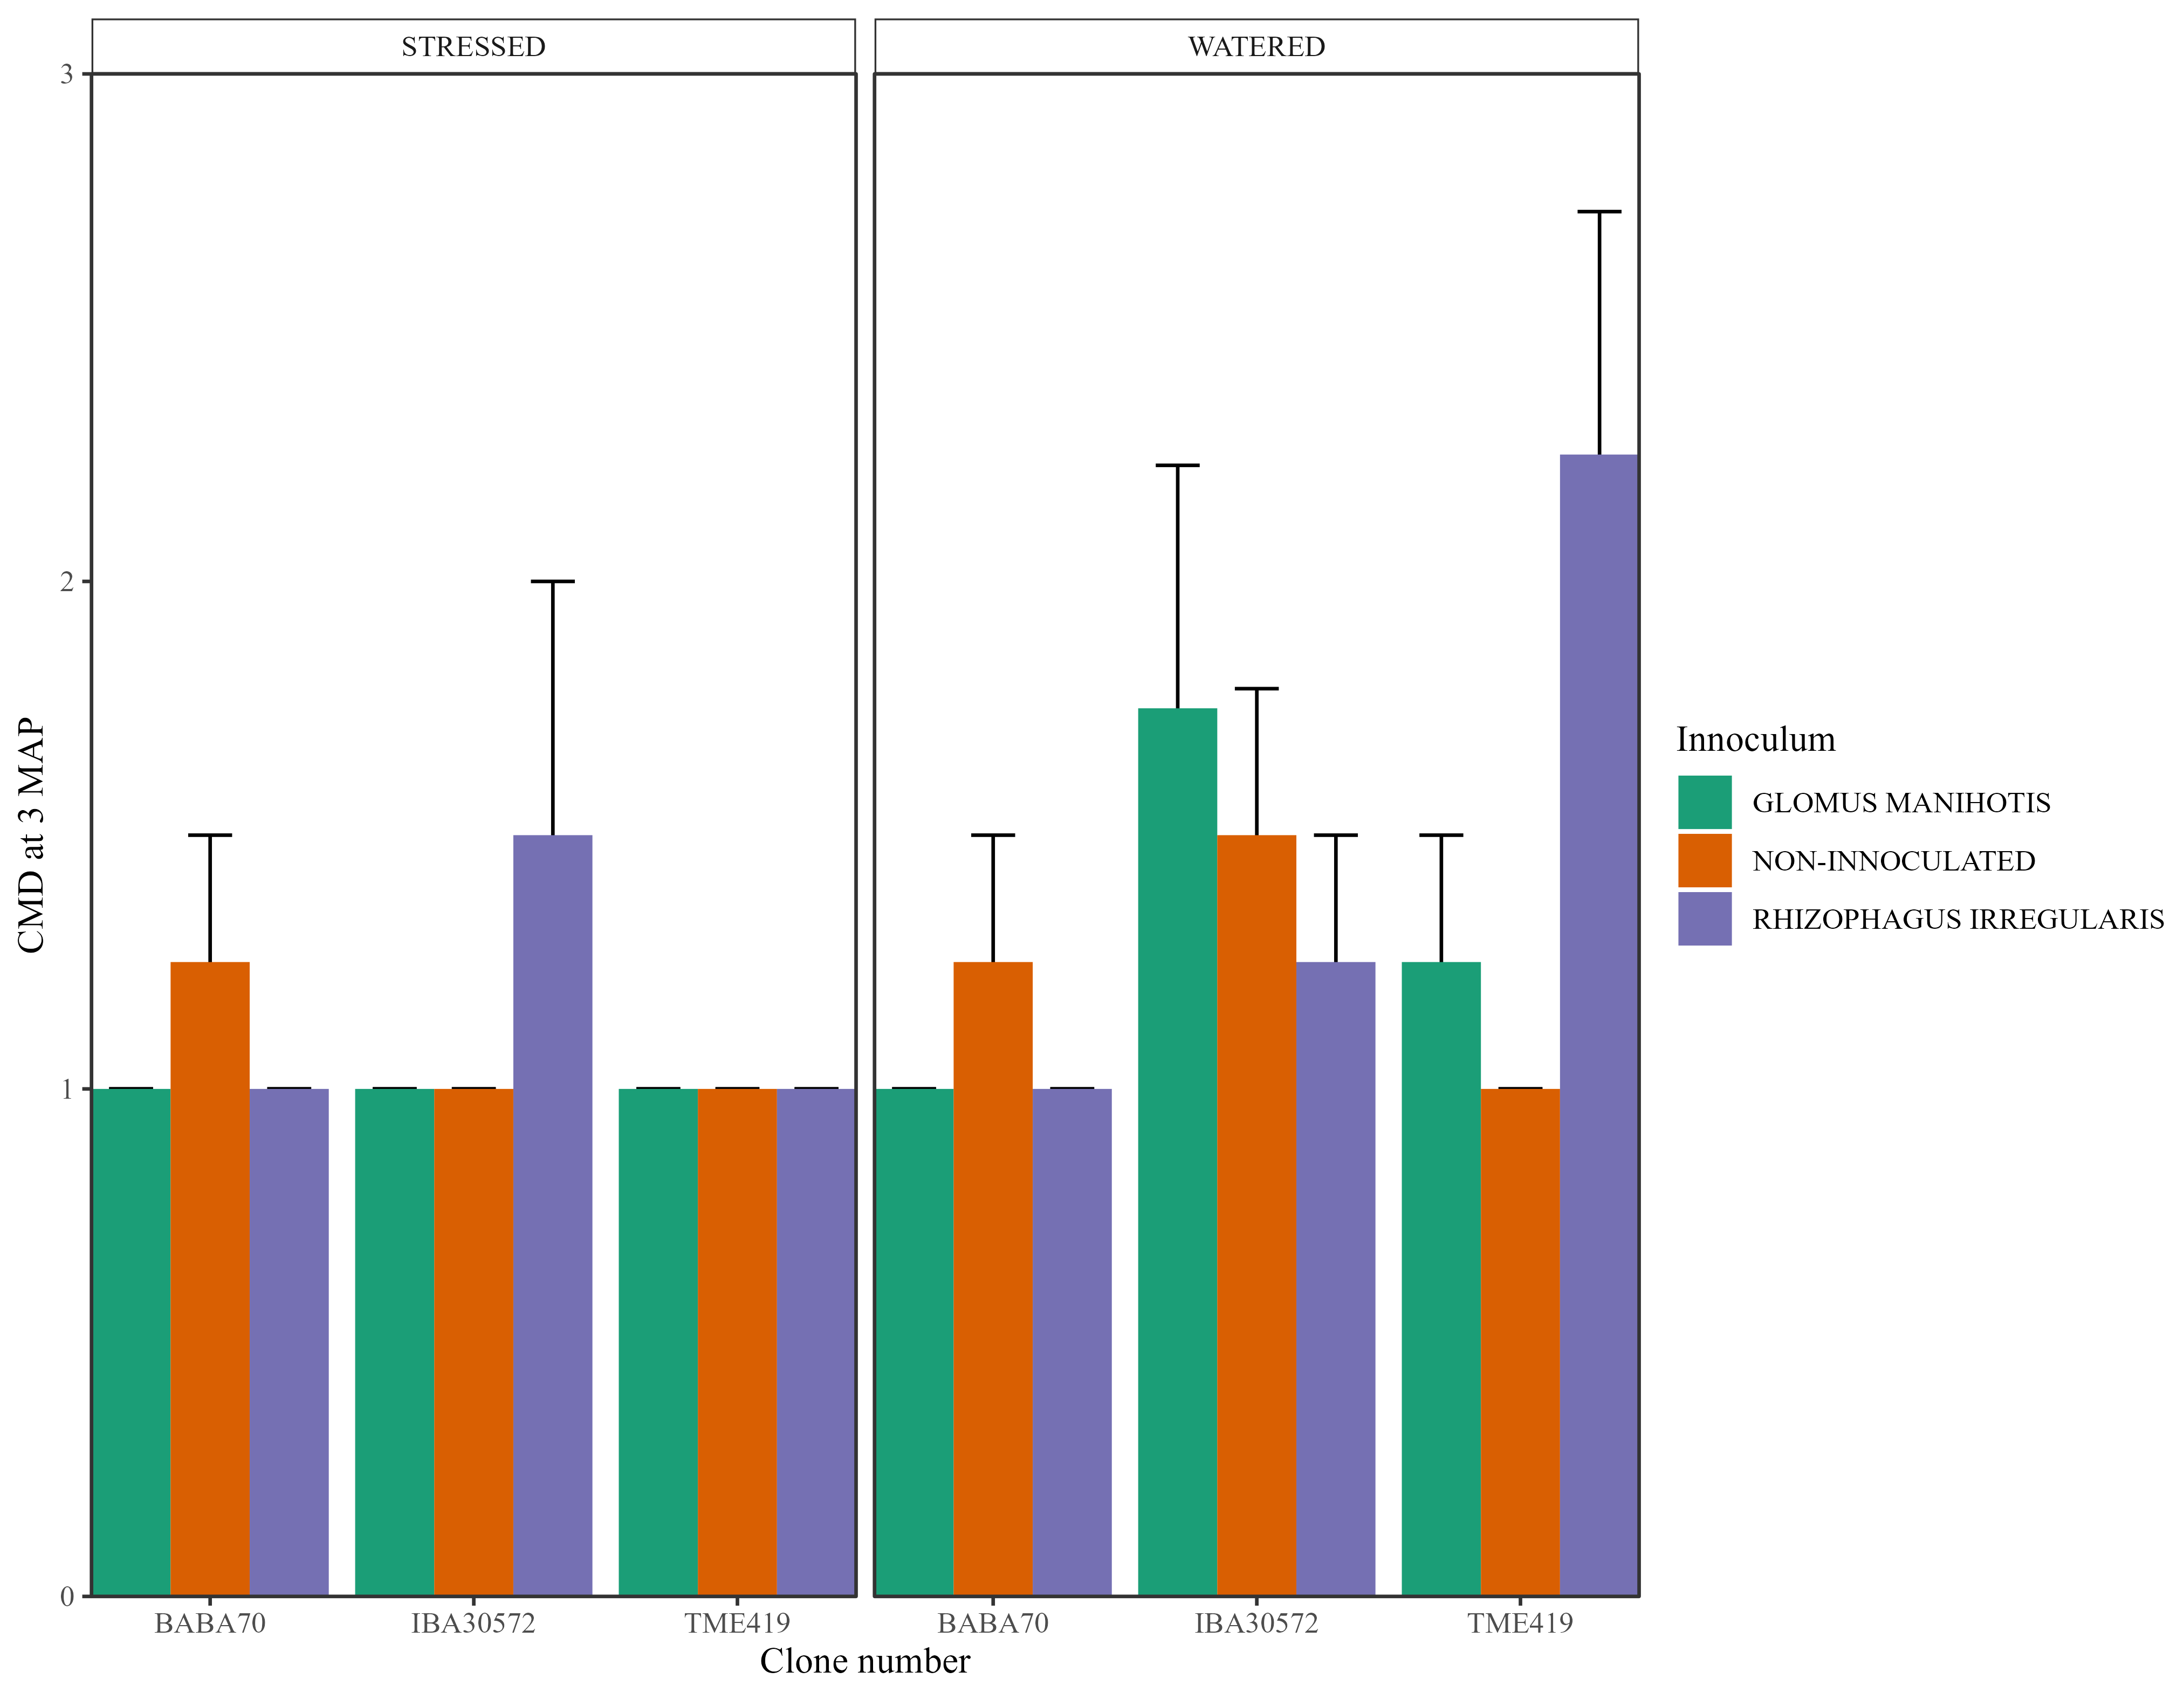 STRESSED
WATERED
CMD at 3 MAP
3
2
1
0
BABA70
IBA30572
TME419
BABA70
IBA30572
TME419
Clone number
Innoculum
GLOMUS MANIHOTIS
NON-INNOCULATED
RHIZOPHAGUS IRREGULARIS